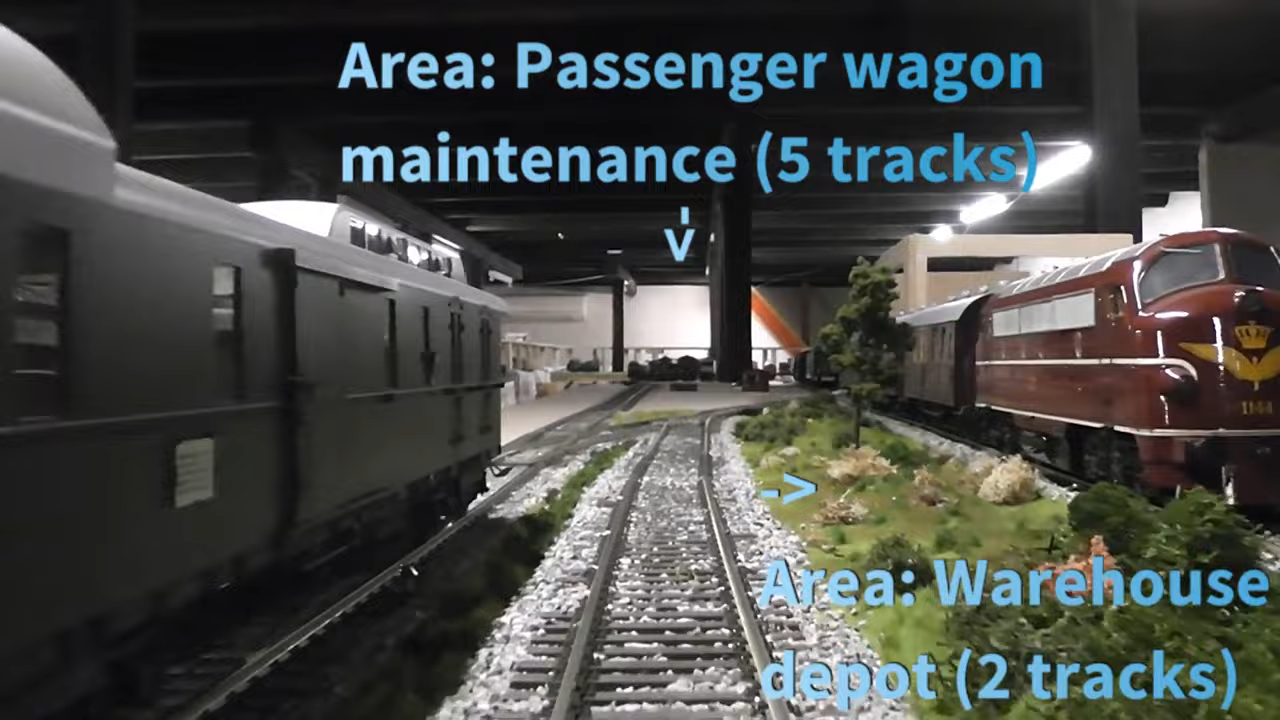 Area: Passenger wagon
maintenance (5 tracks)
->
->
Area: Warehouse
depot (2 tracks)